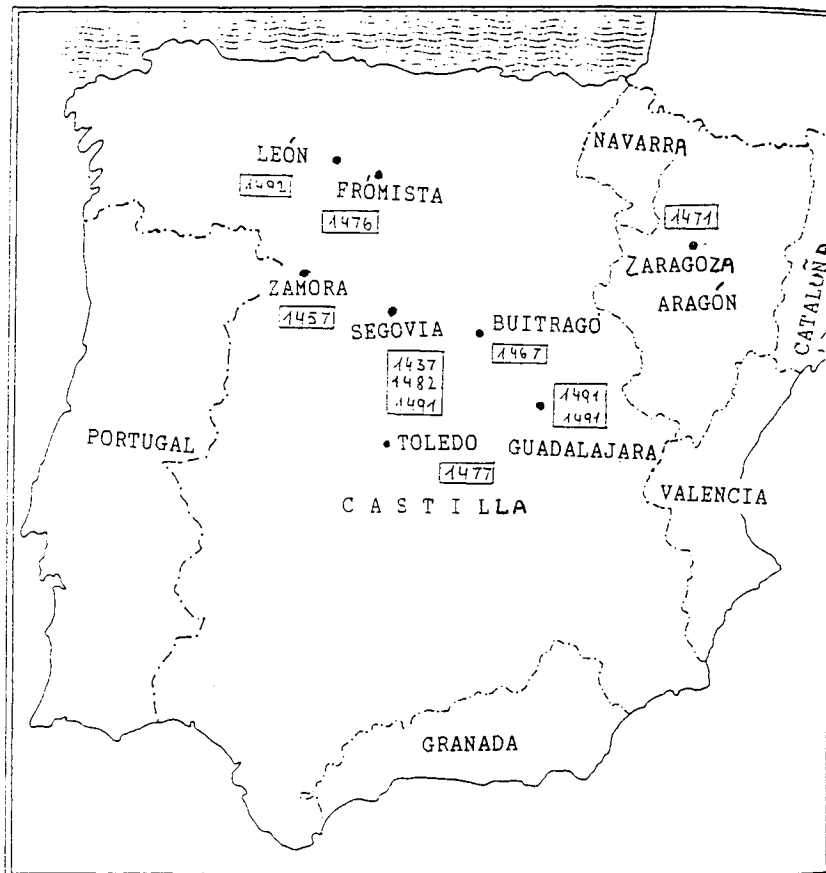 NAVARRA
LEÓN
1492
FRÓMISTA
1476
1471
ZARAGOZA
ARAGÓN
CATALUÑA
ZAMORA
1457
SEGOVIA
1437
1482
1491
BUITRAGO
1467
1491
1491
GUADALAJARA
PORTUGAL
TOLEDO
1477
VALENCIA
CASTILLA
GRANADA